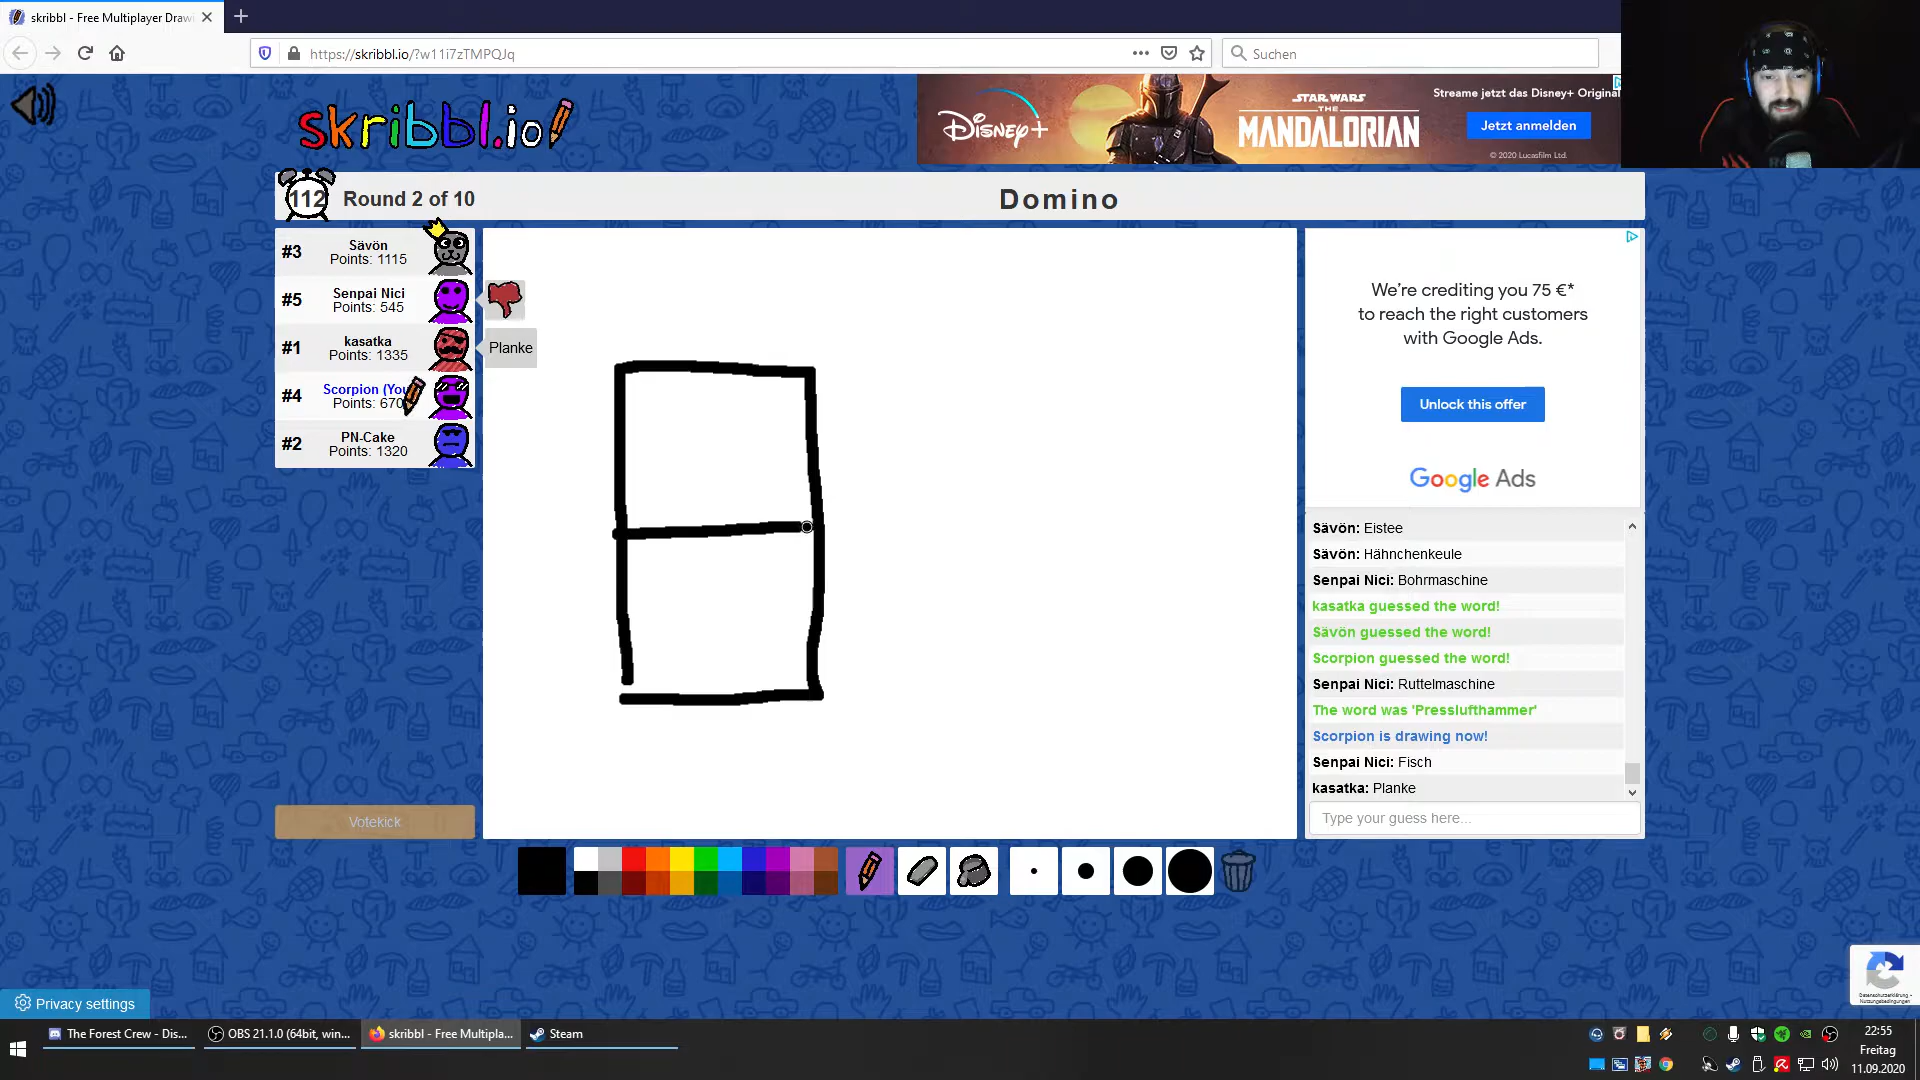 skribbl - Free Multiplayer Drawi
https://skribbl.io/?w11i7zTMPQJq
Suchen
skribbl.io
Disney+
STAR WARS
THE
MANDALORIAN
Streame jetzt das Disney+ Original
Jetzt anmelden
© 2020 Lucasfilm Ltd.
112
Round 2 of 10
Domino
#3
Sävön
Points: 1115
#5
Senpai Nici
Points: 545
#1
kasatka
Points: 1335
Planke
#4
Scorpion (You
Points: 670
#2
PN-Cake
Points: 1320
Votekick
We're crediting you 75 €*
to reach the right customers
with Google Ads.
Unlock this offer
Google Ads
Sävön: Eistee
Sävön: Hähnchenkeule
Senpai Nici: Bohrmaschine
kasatka guessed the word!
Sävön guessed the word!
Scorpion guessed the word!
Senpai Nici: Ruttelmaschine
The word was 'Presslufthammer'
Scorpion is drawing now!
Senpai Nici: Fisch
kasatka: Planke
Type your guess here...
Privacy settings
The Forest Crew - Dis...
OBS 21.1.0 (64bit, win...
skribbl - Free Multipla...
Steam
22:55
Freitag
11.09.2020